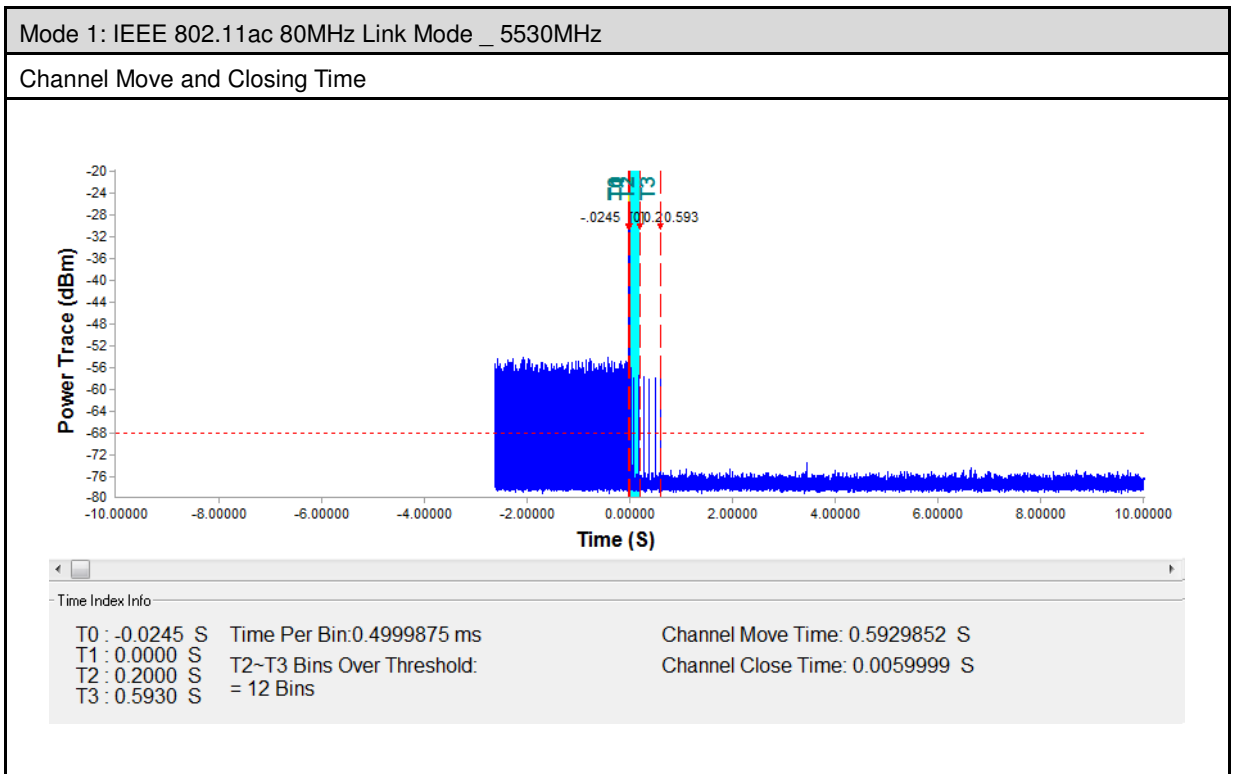 Mode 1: IEEE 802.11ac 80MHz Link Mode _ 5530MHz
Channel Move and Closing Time
T2 T3
-.0245 [0]0.20.593
-20
-24
-28
-32
-36
-40
-44
-48
-52
-56
-60
-64
-68
-72
-76
-80
Power Trace (dBm)
-10.00000 -8.00000 -6.00000 -4.00000 -2.00000 0.00000 2.00000 4.00000 6.00000 8.00000 10.00000
Time (S)
Time Index Info
T0 : -0.0245 S Time Per Bin:0.4999875 ms Channel Move Time: 0.5929852 S
T1 : 0.0000 S
T2 : 0.2000 S T2~T3 Bins Over Threshold: Channel Close Time: 0.0059999 S
T3 : 0.5930 S = 12 Bins